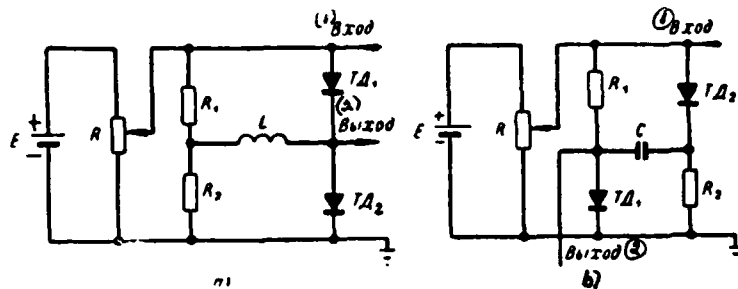 (1) Вход
R₁
ТД₁
(2)
Выход
+
E
−
R
L
R₂
ТД₂
① Вход
R₁
ТД₂
+
E
−
R
C
ТД₁
R₂
Выход ②
b)